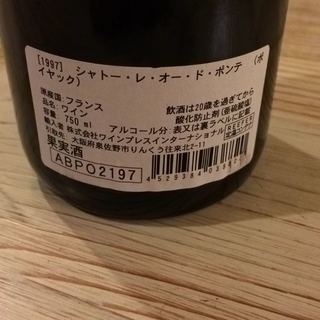 [1997] シャトー・レ・オー・ド・ポンテ (ポイヤック)
原産国:フランス
品名:ワイン 飲酒は20歳を過ぎてから
容量:750ml 酸化防止剤(亜硫酸塩)
アルコール分:表又は裏ラベルに記載
輸入者:株式会社ワインプレスインターナショナル
引取先:大阪府泉佐野市りんくう往来北2-11
果実酒
ABPO2197